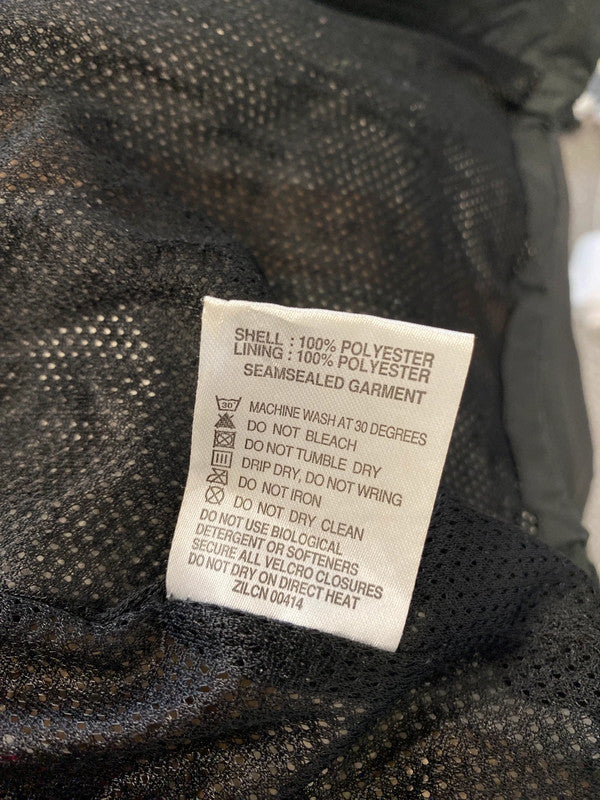 SHELL : 100% POLYESTER
LINING : 100% POLYESTER
SEAMSEALED GARMENT
30 MACHINE WASH AT 30 DEGREES
DO NOT BLEACH
DO NOT TUMBLE DRY
DRIP DRY, DO NOT WRING
DO NOT IRON
DO NOT DRY CLEAN
DO NOT USE BIOLOGICAL
DETERGENT OR SOFTENERS
SECURE ALL VELCRO CLOSURES
DO NOT DRY ON DIRECT HEAT
ZILCN 00414